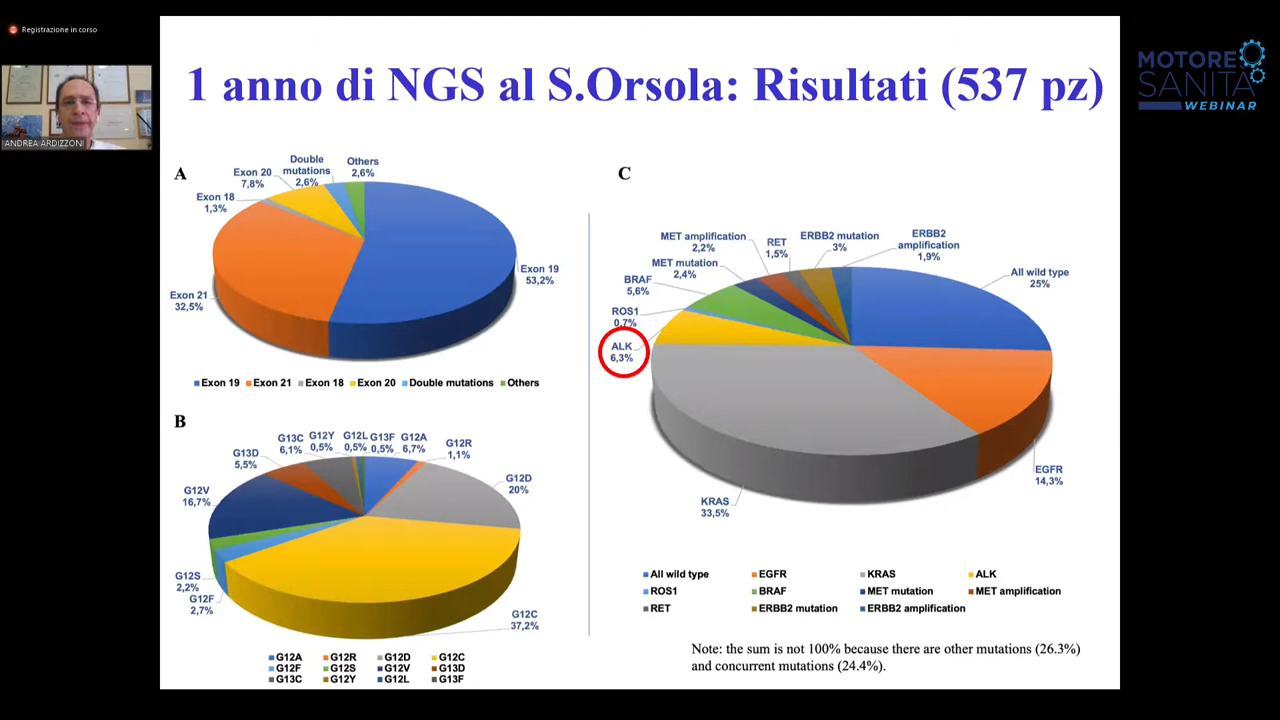 Registrazione in corso
ANDREA ARDIZZONI
MOTORE
SANITA
WEBINAR
1 anno di NGS al S.Orsola: Risultati (537 pz)
A
Double
mutations
2,6%
Others
2,6%
Exon 20
7,8%
Exon 18
1,3%
Exon 19
53,2%
Exon 21
32,5%
Exon 19 Exon 21 Exon 18 Exon 20 Double mutations Others
B
G13C
6,1%
G12Y
0,5%
G12L
0,5%
G13F
0,5%
G12A
6,7%
G12R
1,1%
G13D
5,5%
G12D
20%
G12V
16,7%
G12S
2,2%
G12F
2,7%
G12C
37,2%
G12A G12R G12D G12C
G12F G12S G12V G13D
G13C G12Y G12L G13F
C
MET amplification
2,2%
RET
1,5%
ERBB2 mutation
3%
ERBB2
amplification
1,9%
MET mutation
2,4%
All wild type
25%
BRAF
5,6%
ROS1
0,7%
ALK
6,3%
EGFR
14,3%
KRAS
33,5%
All wild type EGFR KRAS ALK
ROS1 BRAF MET mutation MET amplification
RET ERBB2 mutation ERBB2 amplification
Note: the sum is not 100% because there are other mutations (26.3%)
and concurrent mutations (24.4%).